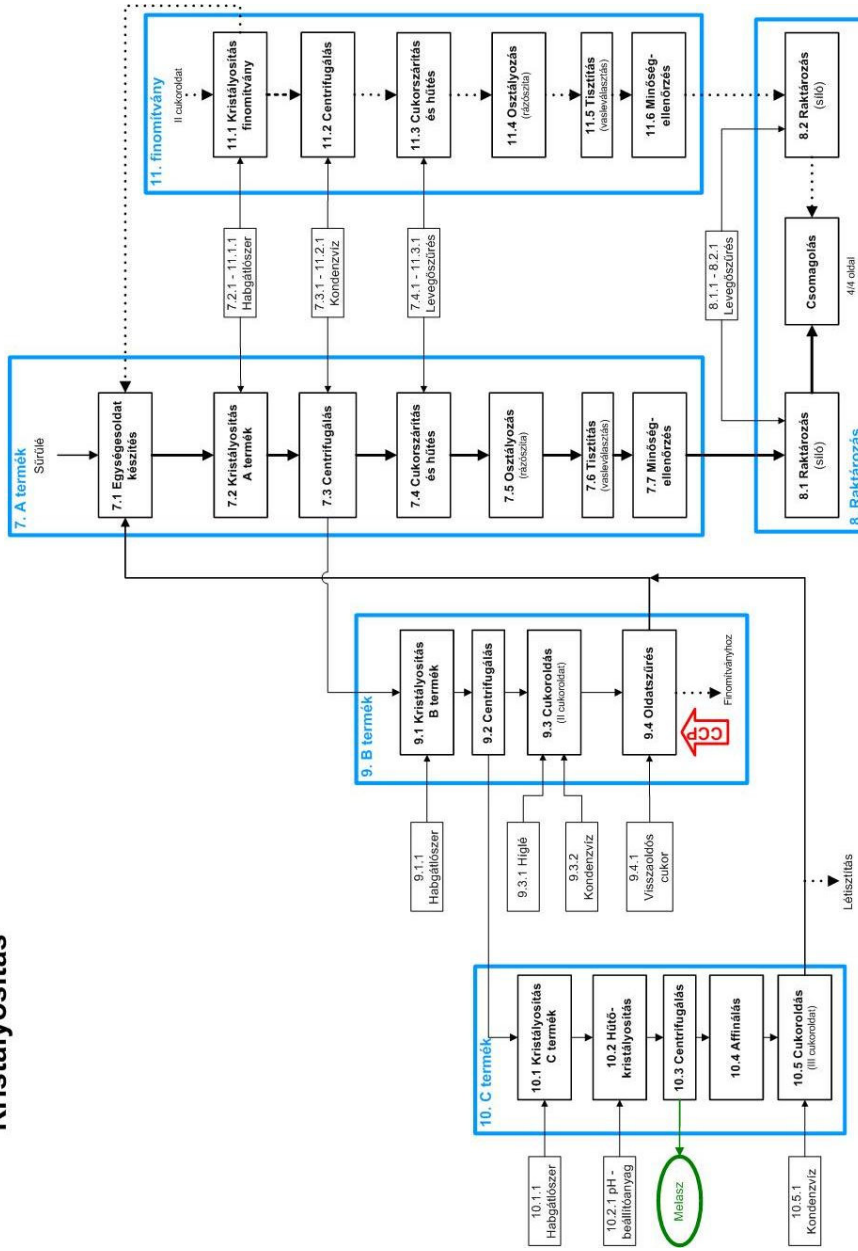 Kristályosítás
10. C termék
10.1.1
Habgátlószer
10.2.1 pH -
beállítóanyag
Melasz
10.5.1
Kondenzvíz
10.1 Kristályosítás
C termék
10.2 Hűtő-
kristályosítás
10.3 Centrifugálás
10.4 Affinálás
10.5 Cukoroldás
(III cukoroldat)
Létisztítás
9. B termék
9.1.1
Habgátlószer
9.3.1 Híglé
9.3.2
Kondenzvíz
9.4.1
Visszaoldós
cukor
9.1 Kristályosítás
B termék
9.2 Centrifugálás
9.3 Cukoroldás
(II cukoroldat)
9.4 Oldatszűrés
CCP
Finomítványhoz
7. A termék
Sűrűlé
7.1 Egységesoldat
készítés
7.2 Kristályosítás
A termék
7.3 Centrifugálás
7.4 Cukorszárítás
és hűtés
7.5 Osztályozás
(rázószita)
7.6 Tisztítás
(vasleválasztás)
7.7 Minőség-
ellenőrzés
7.2.1 - 11.1.1
Habgátlószer
7.3.1 - 11.2.1
Kondenzvíz
7.4.1 - 11.3.1
Levegőszűrés
8.1.1 - 8.2.1
Levegőszűrés
11. finomítvány
II cukoroldat
11.1 Kristályosítás
finomítvány
11.2 Centrifugálás
11.3 Cukorszárítás
és hűtés
11.4 Osztályozás
(rázószita)
11.5 Tisztítás
(vasleválasztás)
11.6 Minőség-
ellenőrzés
8. Raktározás
8.1 Raktározás
(siló)
Csomagolás
4/4 oldal
8.2 Raktározás
(siló)